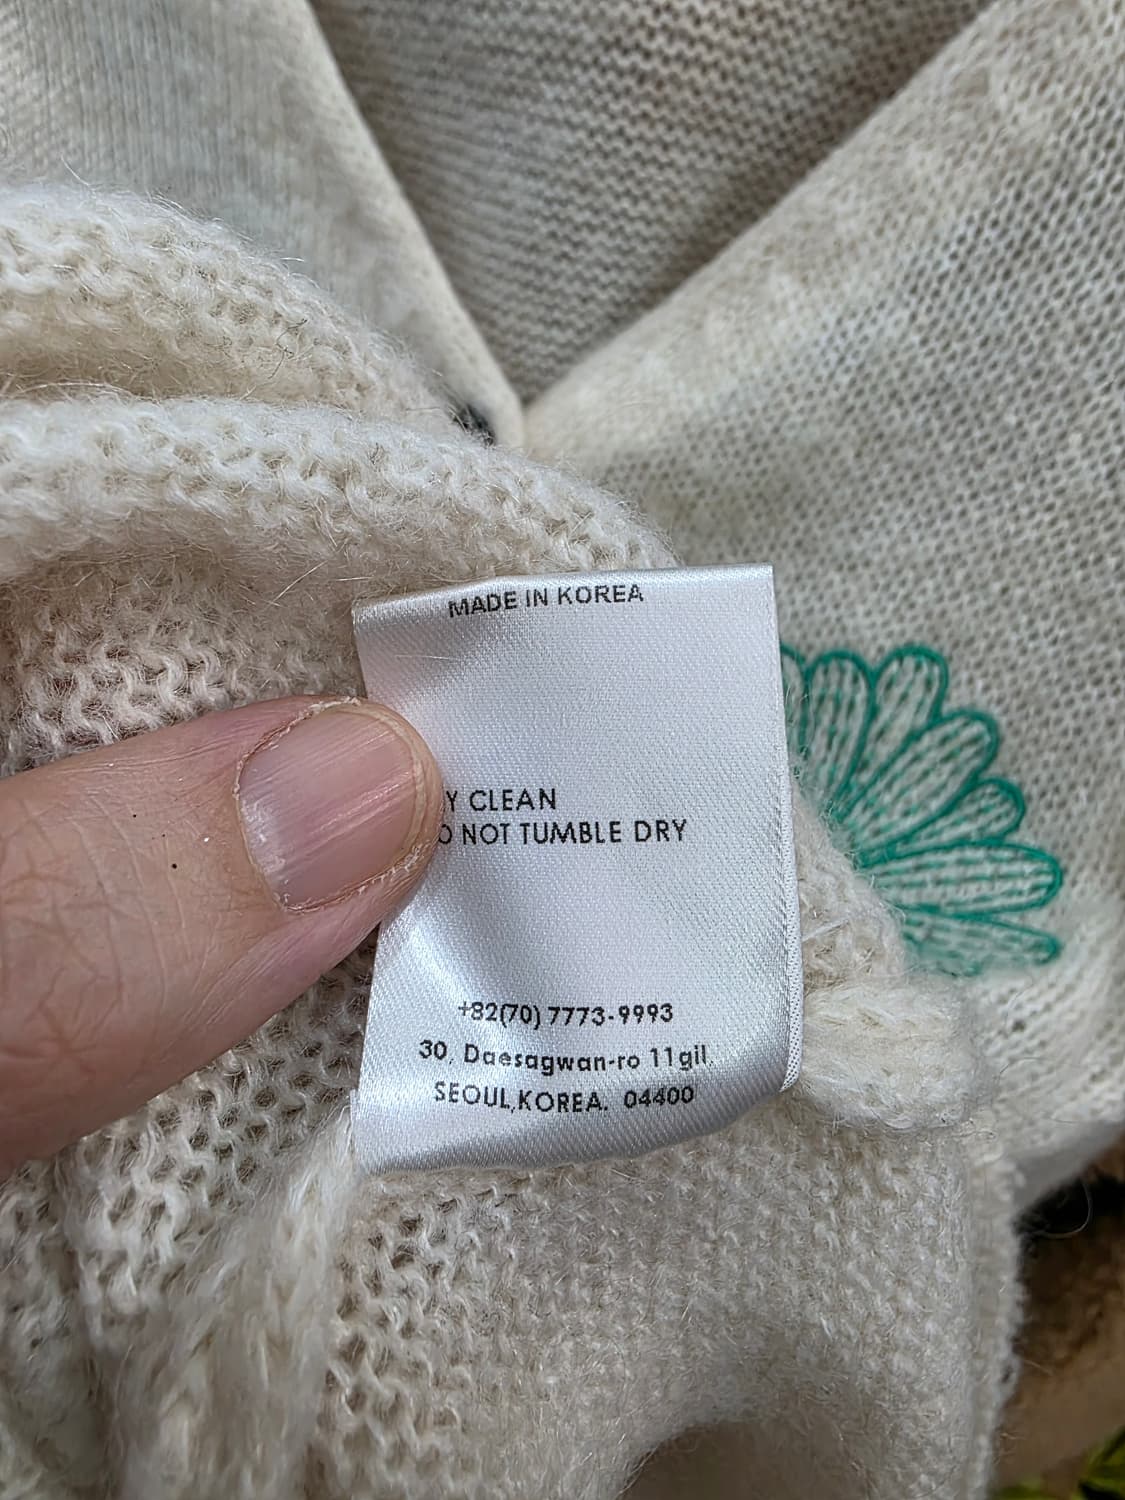 MADE IN KOREA
Y CLEAN
O NOT TUMBLE DRY
+82(70) 7773-9993
30, Daesagwan-ro 11gil,
SEOUL,KOREA. 04400